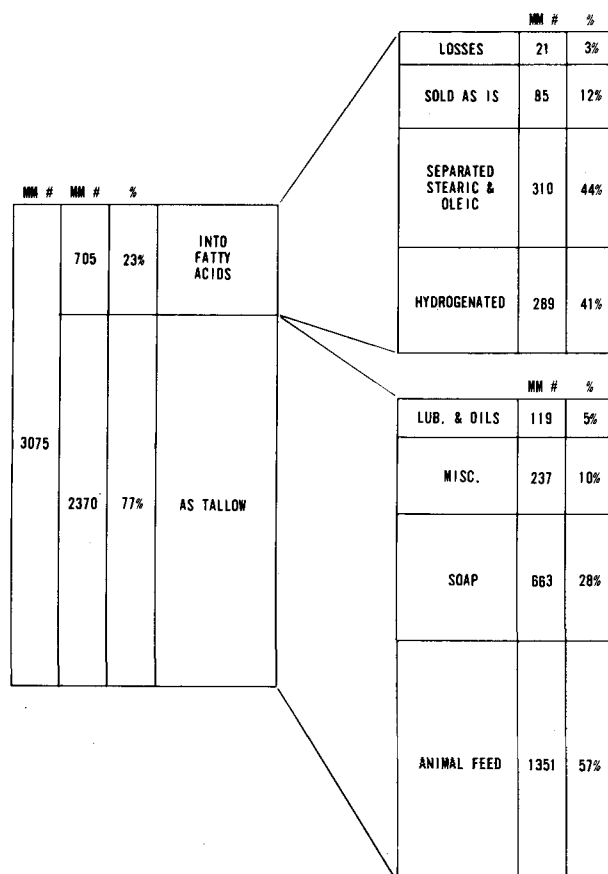 MM # %
LOSSES 21 3%
SOLD AS IS 85 12%
SEPARATED
STEARIC &
OLEIC
310 44%
HYDROGENATED 289 41%
MM # MM # %
3075
705 23%
INTO
FATTY
ACIDS
2370 77% AS TALLOW
MM # %
LUB. & OILS 119 5%
MISC. 237 10%
SOAP 663 28%
ANIMAL FEED 1351 57%